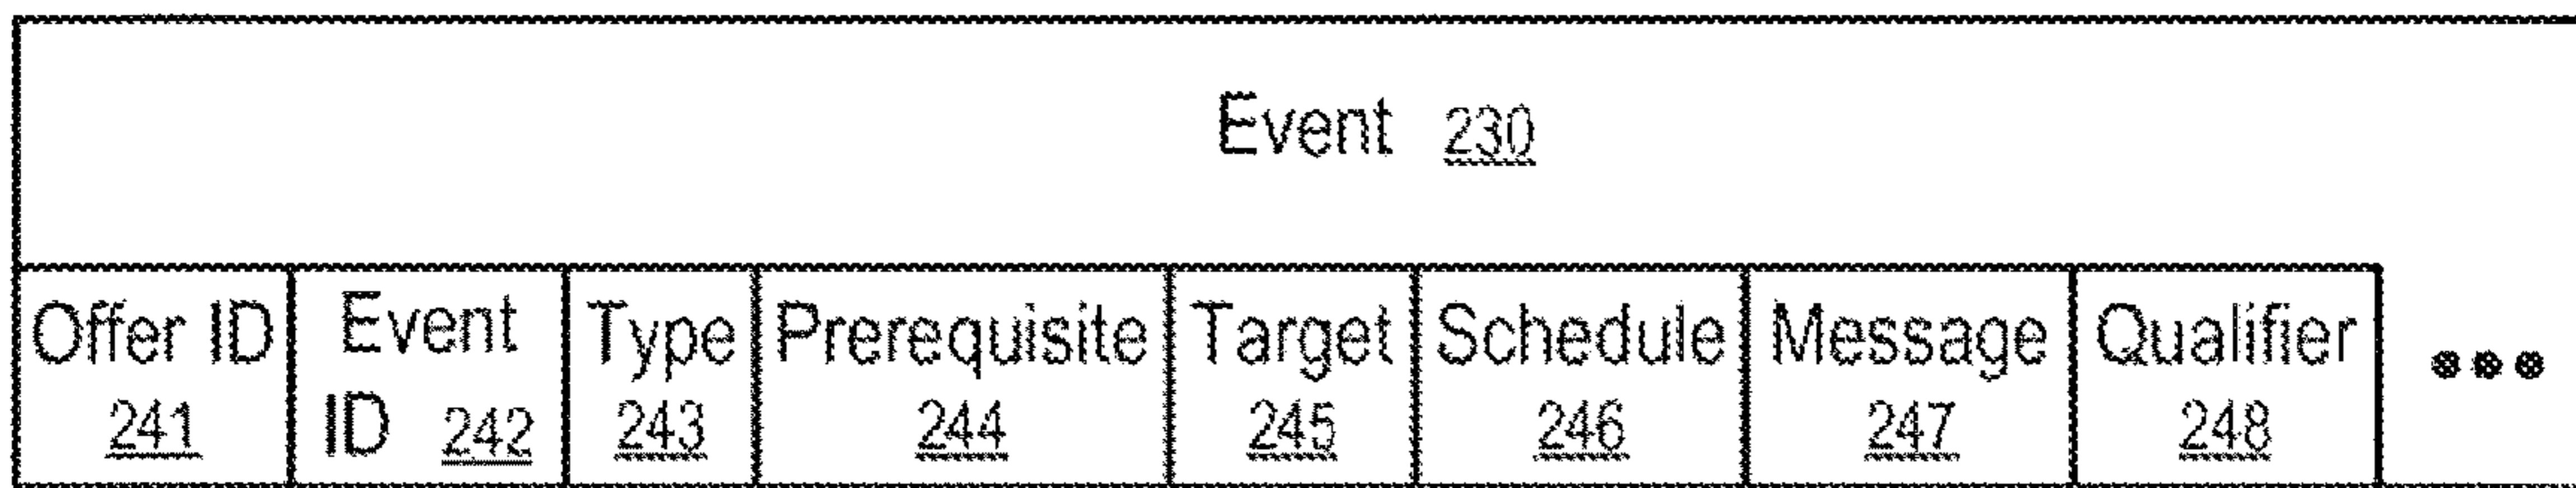 Event 230
Offer ID Event Type Prerequisite Target Schedule Message Qualifier •••
241 ID 242 243 244 245 246 247 248